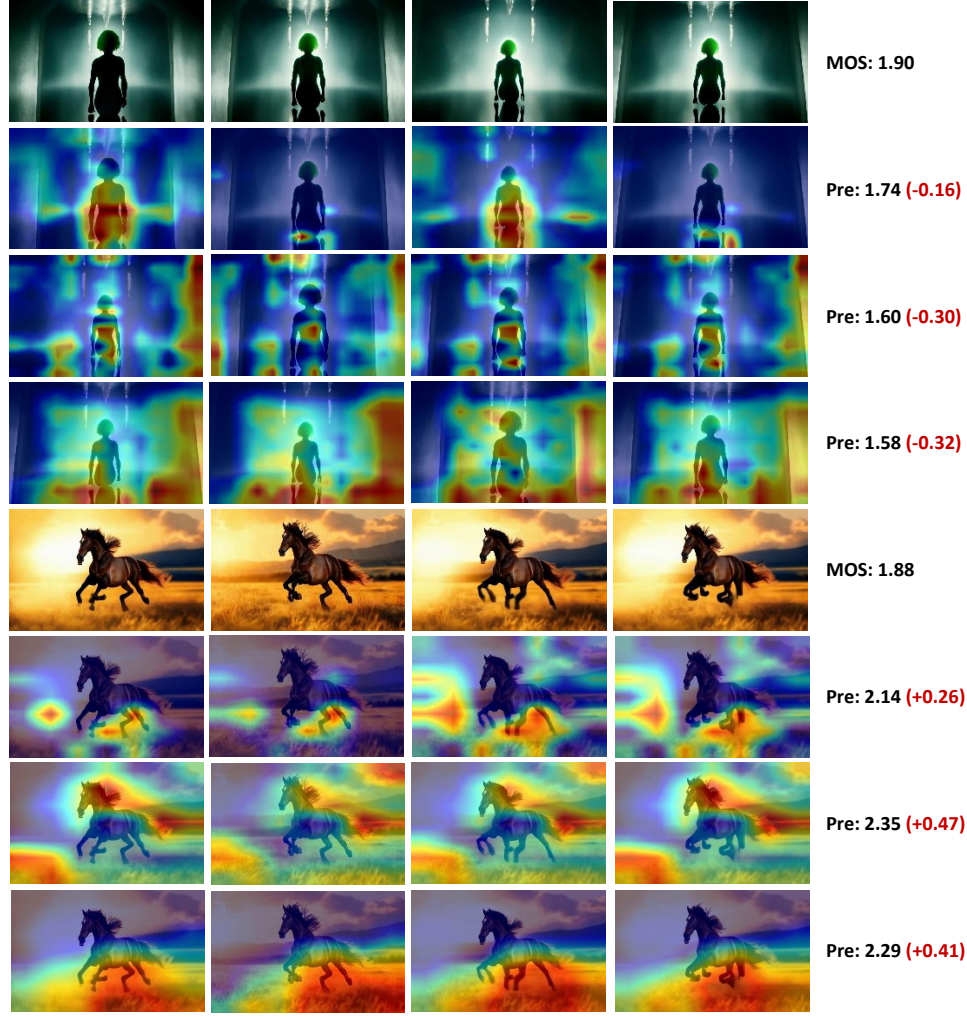 MOS: 1.90
Pre: 1.74 (-0.16)
Pre: 1.60 (-0.30)
Pre: 1.58 (-0.32)
MOS: 1.88
Pre: 2.14 (+0.26)
Pre: 2.35 (+0.47)
Pre: 2.29 (+0.41)